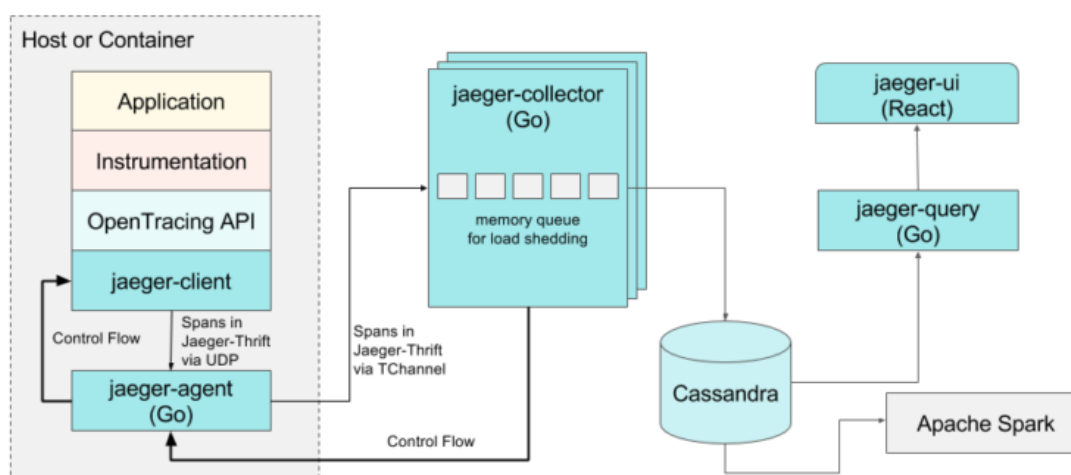 Host or Container
Application
Instrumentation
OpenTracing API
jaeger-client
Control Flow
Spans in
Jaeger-Thrift
via UDP
jaeger-agent
(Go)
Spans in
Jaeger-Thrift
via TChannel
Control Flow
jaeger-collector
(Go)
memory queue
for load shedding
Cassandra
jaeger-ui
(React)
jaeger-query
(Go)
Apache Spark